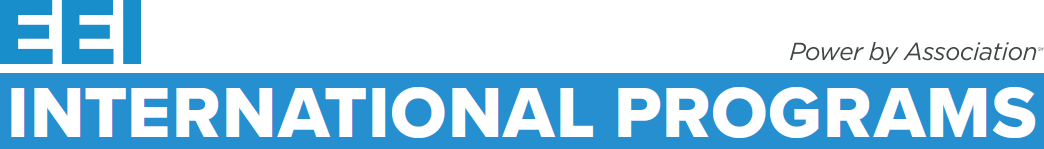 EEI
Power by Association℠
INTERNATIONAL PROGRAMS